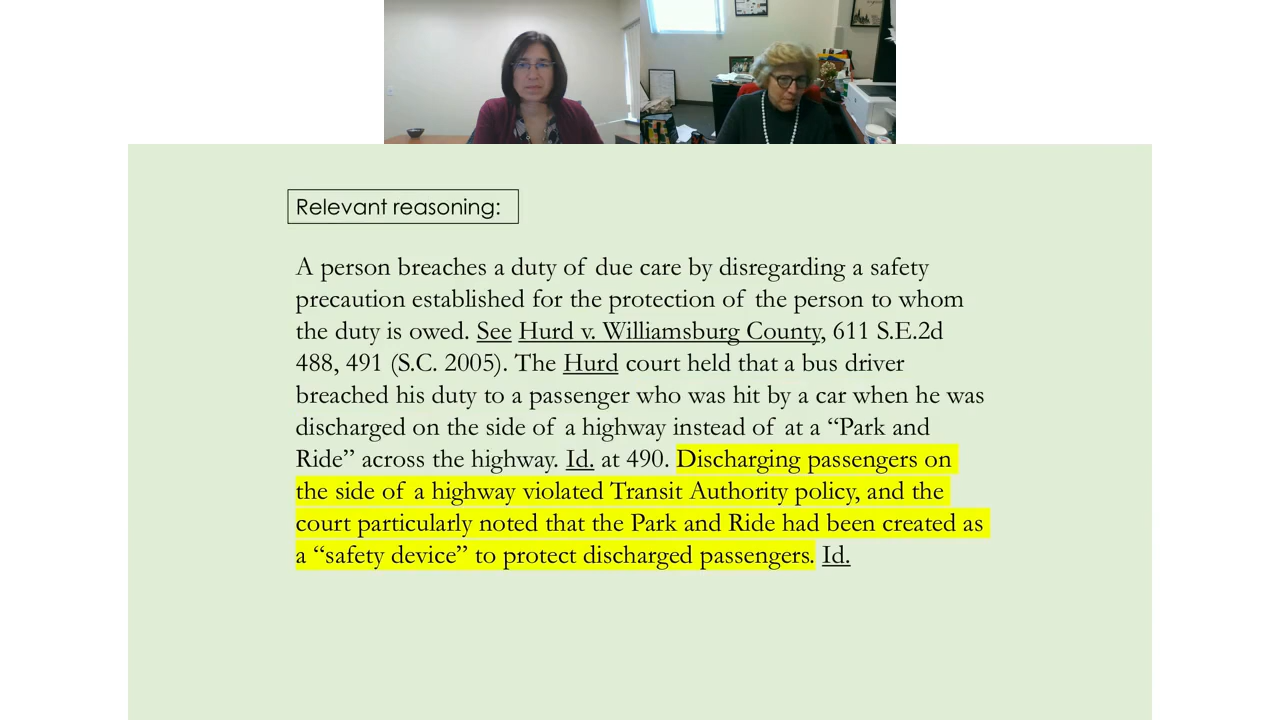 Relevant reasoning:
A person breaches a duty of due care by disregarding a safety
precaution established for the protection of the person to whom
the duty is owed. See Hurd v. Williamsburg County, 611 S.E.2d
488, 491 (S.C. 2005). The Hurd court held that a bus driver
breached his duty to a passenger who was hit by a car when he was
discharged on the side of a highway instead of at a “Park and
Ride” across the highway. Id. at 490. Discharging passengers on
the side of a highway violated Transit Authority policy, and the
court particularly noted that the Park and Ride had been created as
a “safety device” to protect discharged passengers. Id.